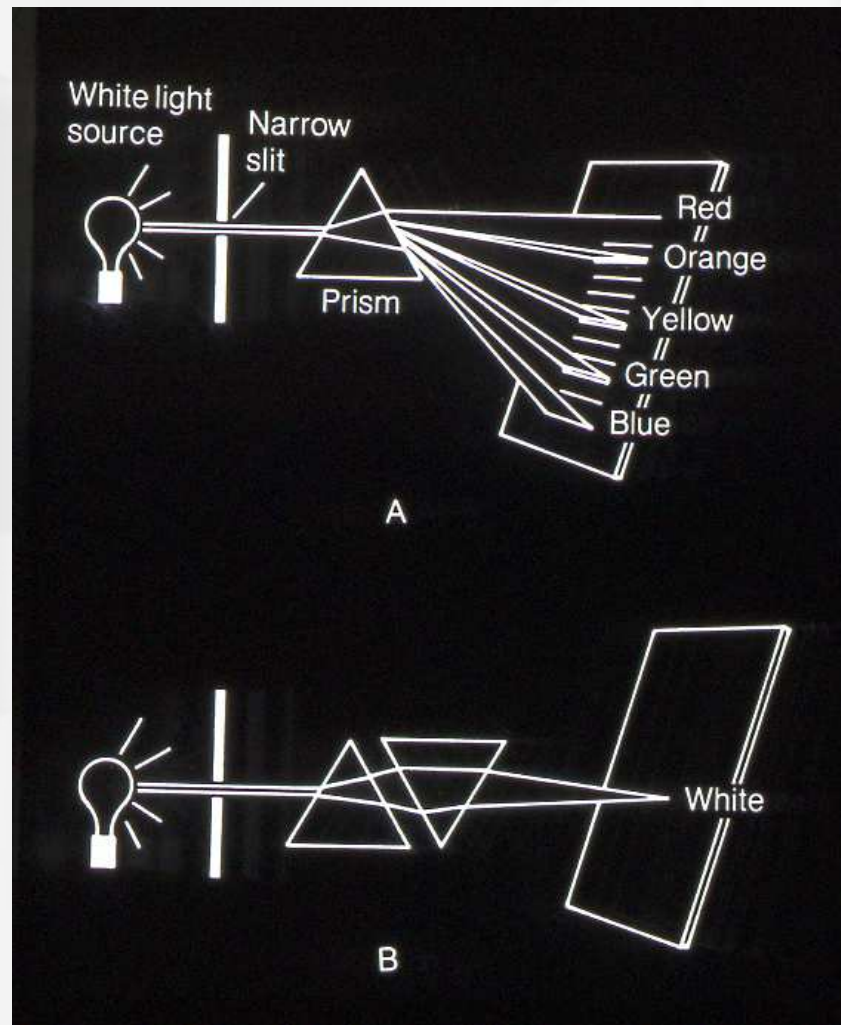 White light
source
Narrow
slit
Prism
Red
Orange
Yellow
Green
Blue
A
White
B